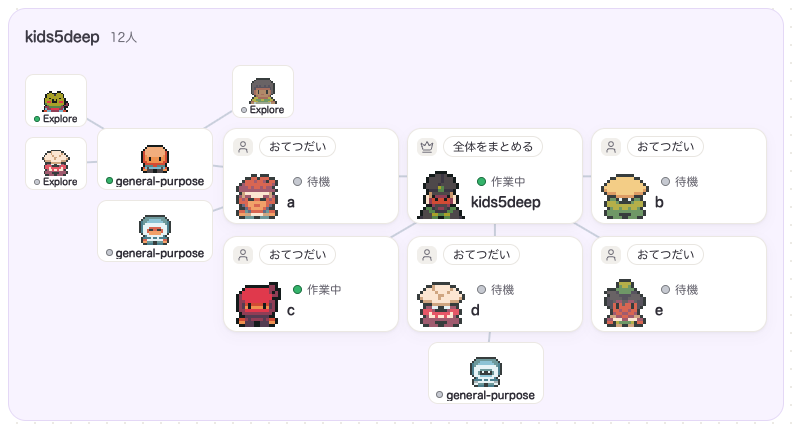 kids5deep 12人
Explore
Explore
Explore
general-purpose
general-purpose
おてつだい
待機
a
全体をまとめる
作業中
kids5deep
おてつだい
待機
b
おてつだい
作業中
c
おてつだい
待機
d
おてつだい
待機
e
general-purpose